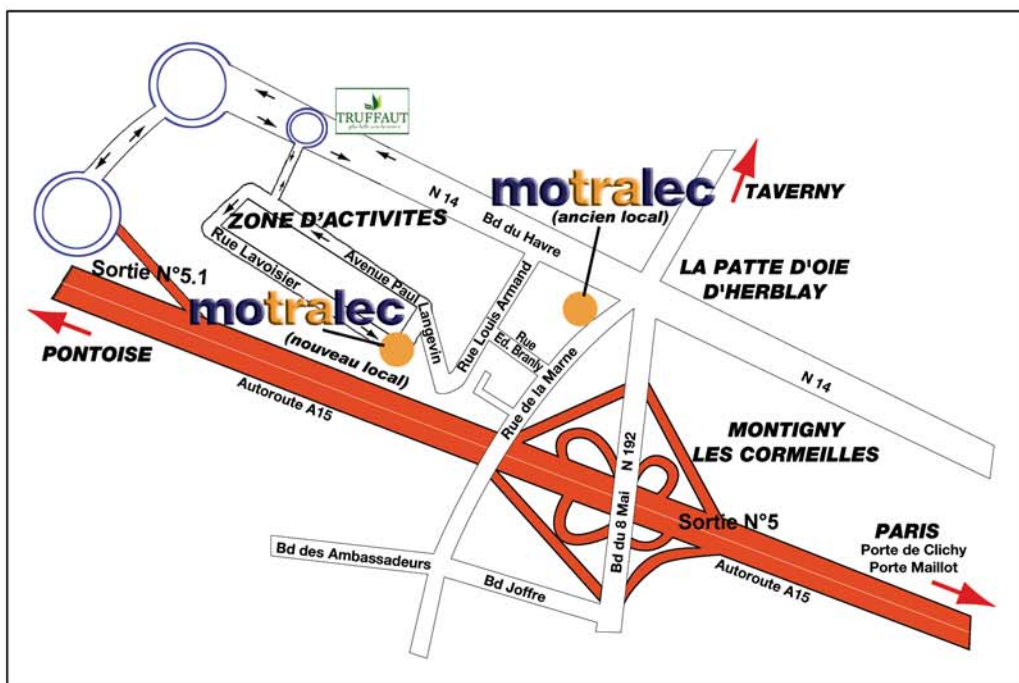 TRUFFAUT
N 14
Bd du Havre
motralec
(ancien local)
TAVERNY
ZONE D'ACTIVITES
LA PATTE D'OIE
D'HERBLAY
Sortie N°5.1
Rue Lavoisier
Avenue Paul
Langevin
Rue Louis Armand
Rue
Ed. Branly
motralec
(nouveau local)
PONTOISE
Autoroute A15
Rue de la Marne
N 14
MONTIGNY
LES CORMEILLES
Bd du 8 Mai
N 192
Sortie N°5
PARIS
Porte de Clichy
Porte Maillot
Bd des Ambassadeurs
Bd Joffre
Autoroute A15